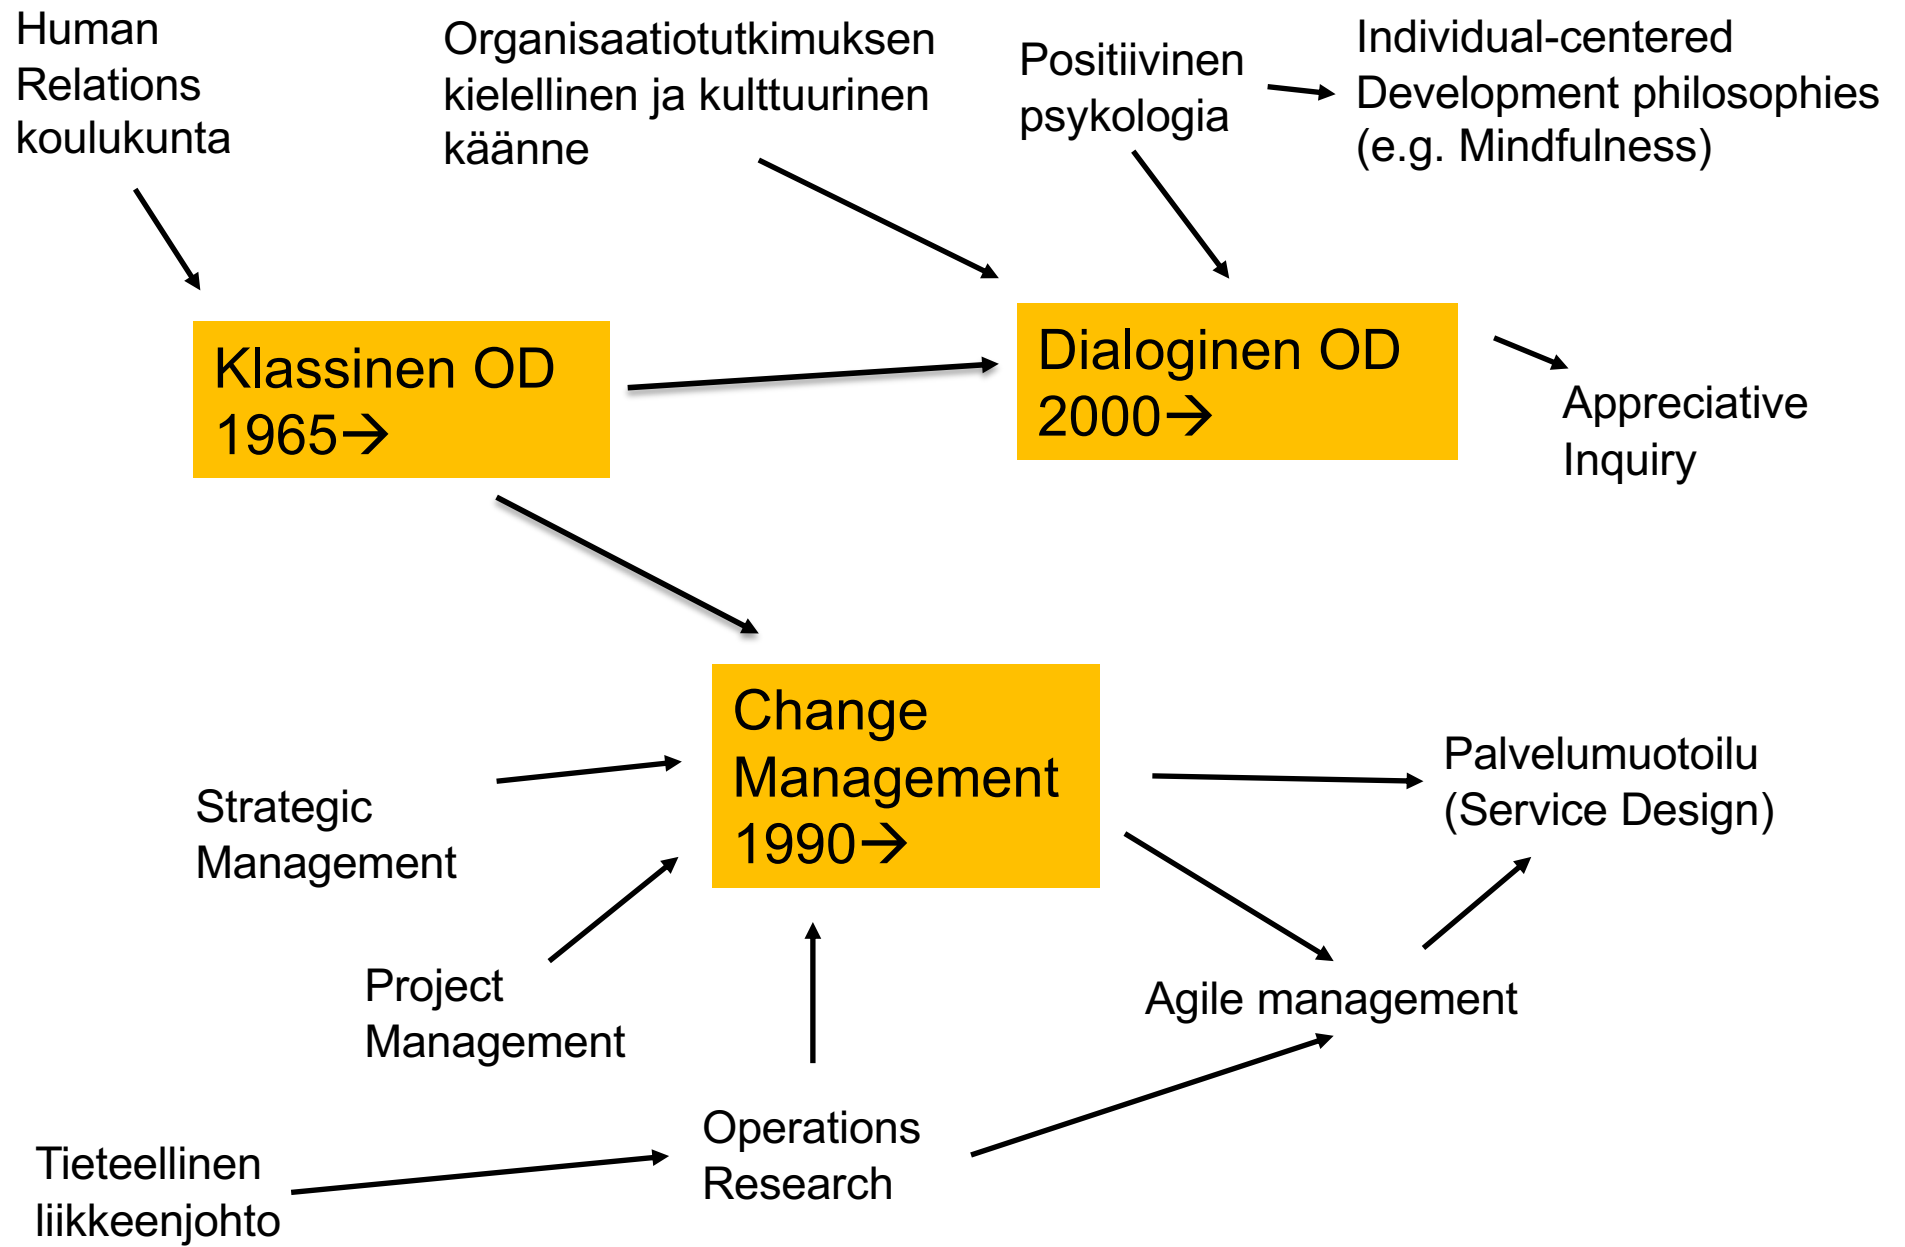 Human
Relations
koulukunta
Organisaatiotutkimuksen
kielellinen ja kulttuurinen
käänne
Positiivinen
psykologia
Individual-centered
Development philosophies
(e.g. Mindfulness)
Klassinen OD
1965→
Dialoginen OD
2000→
Appreciative
Inquiry
Change
Management
1990→
Strategic
Management
Palvelumuotoilu
(Service Design)
Project
Management
Agile management
Operations
Research
Tieteellinen
liikkeenjohto